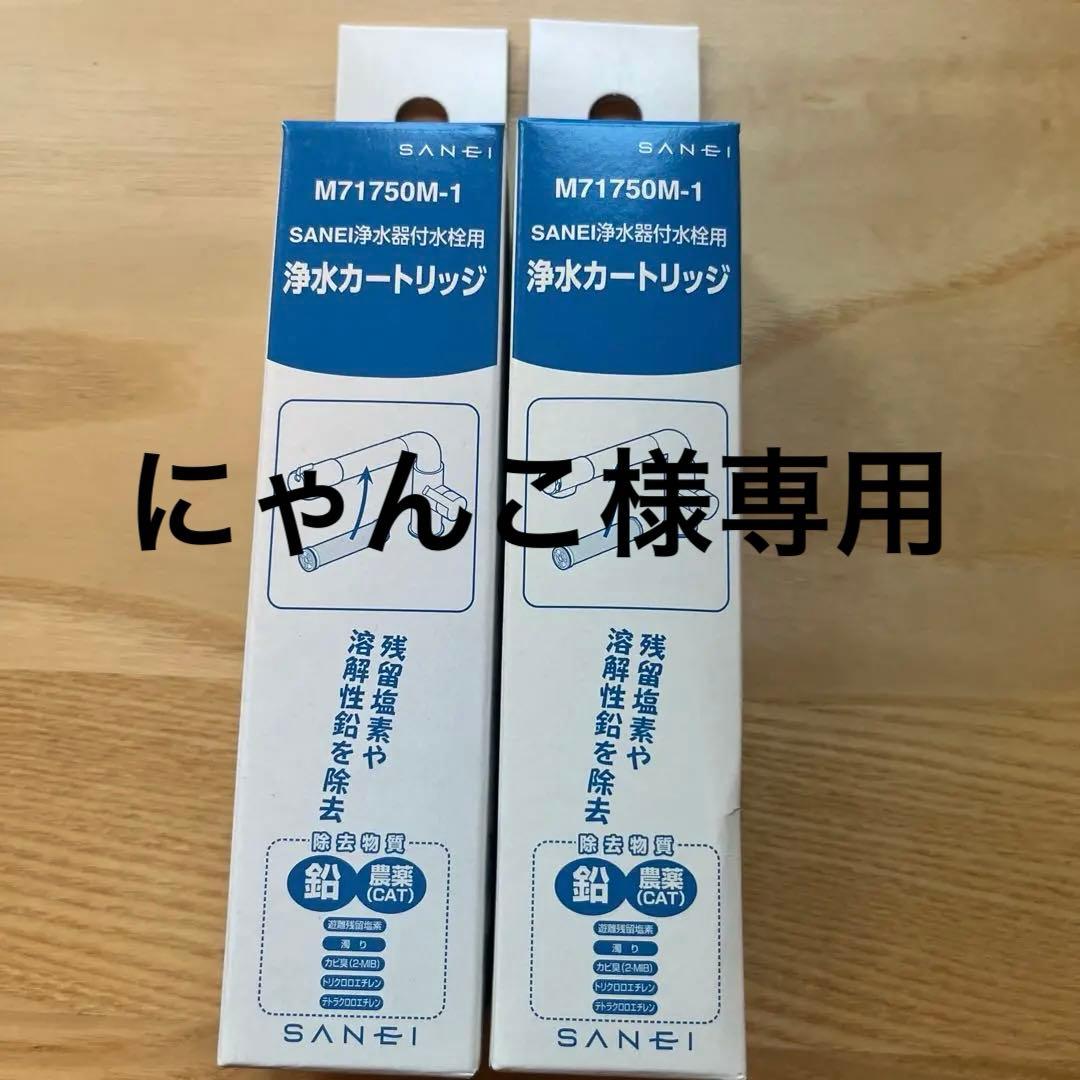 SANEI
M71750M-1
SANEI浄水器付水栓用
浄水カートリッジ
残留塩素や
溶解性鉛を除去
除去物質
鉛
農薬
(CAT)
遊離残留塩素
濁り
カビ臭(2-MIB)
トリクロロエチレン
テトラクロロエチレン
SANEI
SANEI
M71750M-1
SANEI浄水器付水栓用
浄水カートリッジ
残留塩素や
溶解性鉛を除去
除去物質
鉛
農薬
(CAT)
遊離残留塩素
濁り
カビ臭(2-MIB)
トリクロロエチレン
テトラクロロエチレン
SANEI
にゃんこ様専用